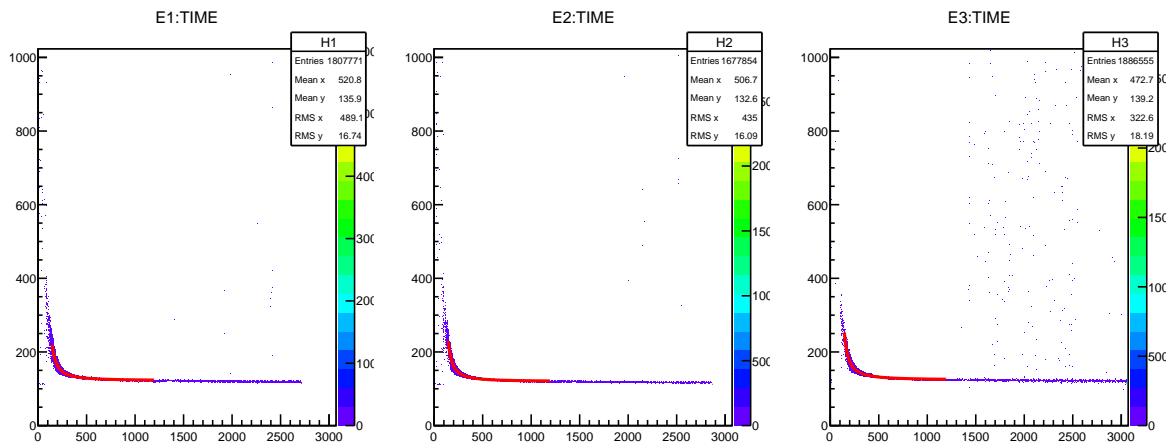 E1:TIME
H1
Entries 1807771
Mean x 520.8
Mean y 135.9
RMS x 489.1
RMS y 16.74
1000
800
600
400
200
0
0 500 1000 1500 2000 2500 3000
400
300
200
100
0
E2:TIME
H2
Entries 1677854
Mean x 506.7
Mean y 132.6
RMS x 435
RMS y 16.09
1000
800
600
400
200
0
0 500 1000 1500 2000 2500 3000
200
150
100
500
0
E3:TIME
H3
Entries 1886555
Mean x 472.7
Mean y 139.2
RMS x 322.6
RMS y 18.19
1000
800
600
400
200
0
0 500 1000 1500 2000 2500 3000
200
150
100
50
0